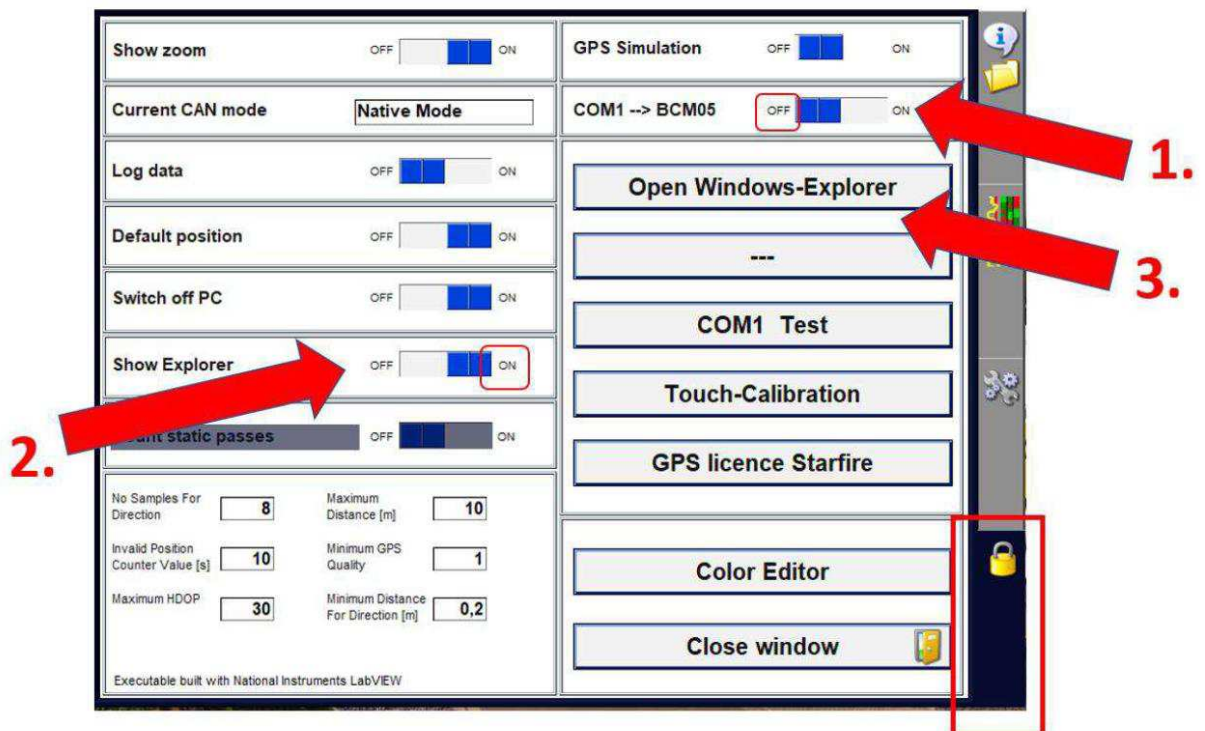 Show zoom OFF ON
Current CAN mode Native Mode
Log data OFF ON
Default position OFF ON
Switch off PC OFF ON
Show Explorer OFF ON
static passes OFF ON
No Samples For
Direction 8
Maximum
Distance [m] 10
Invalid Position
Counter Value [s] 10
Minimum GPS
Quality 1
Maximum HDOP 30
Minimum Distance
For Direction [m] 0,2
Executable built with National Instruments LabVIEW
GPS Simulation OFF ON
COM1 --> BCM05 OFF ON
Open Windows-Explorer
---
COM1 Test
Touch-Calibration
GPS licence Starfire
Color Editor
Close window
1.
2.
3.